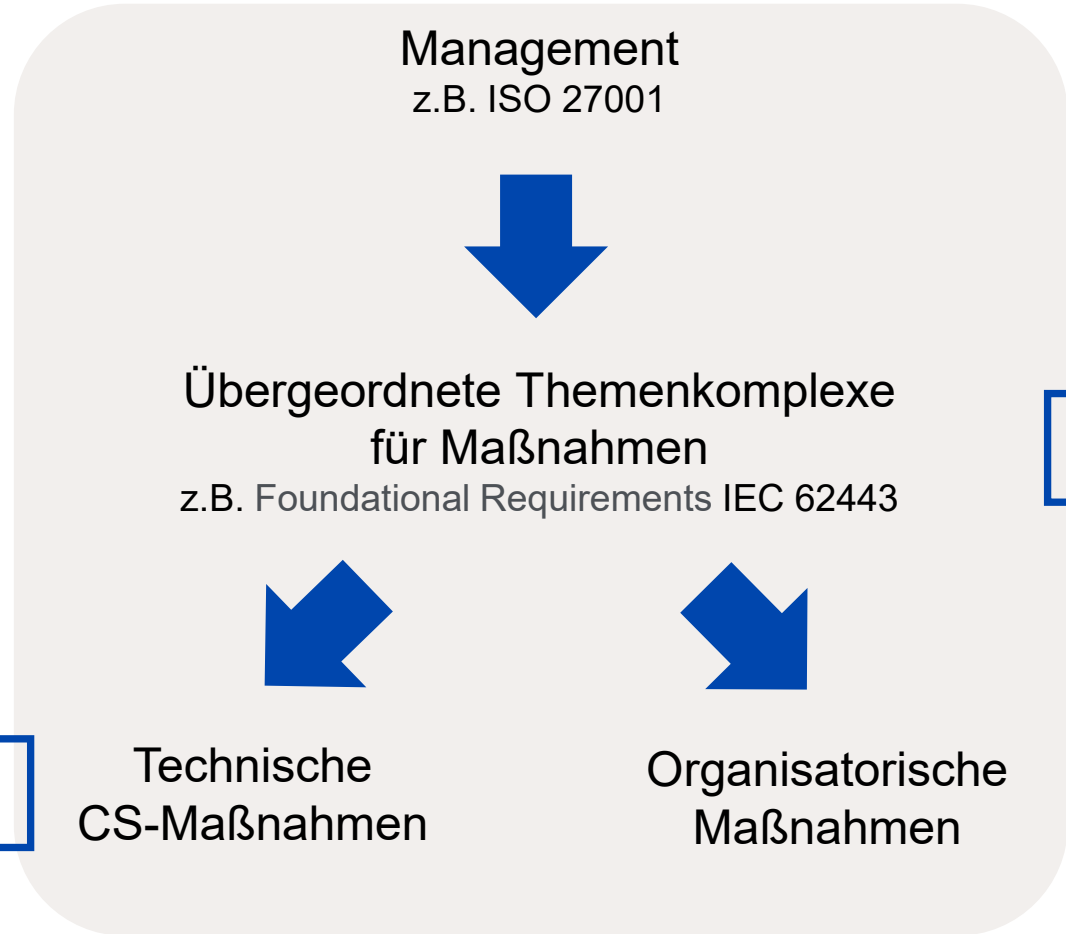 Management
z.B. ISO 27001
Übergeordnete Themenkomplexe
für Maßnahmen
z.B. Foundational Requirements IEC 62443
Technische
CS-Maßnahmen
Organisatorische
Maßnahmen